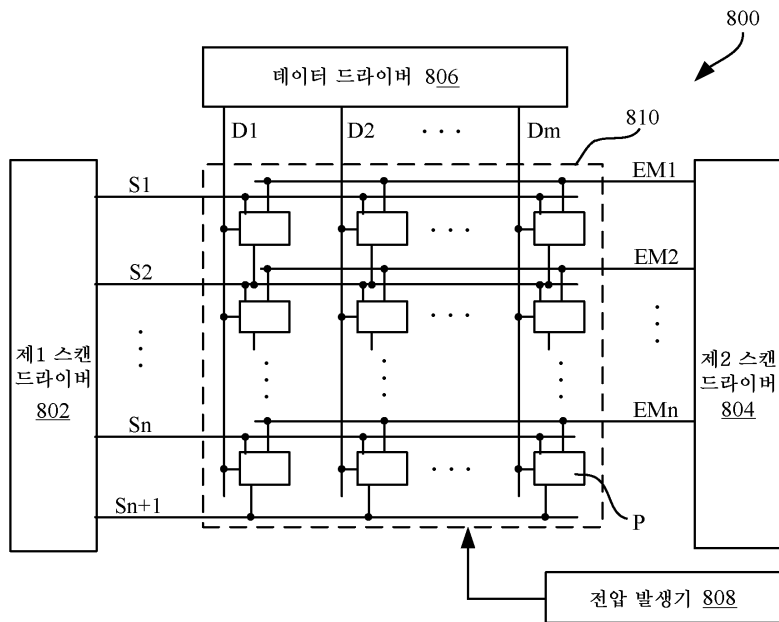 800
데이터 드라이버 806
D1 D2 · · · Dm
810
S1
EM1
· · ·
S2
EM2
· · ·
제1 스캔
드라이버
802
제2 스캔
드라이버
804
Sn
EMn
· · ·
Sn+1
P
전압 발생기 808